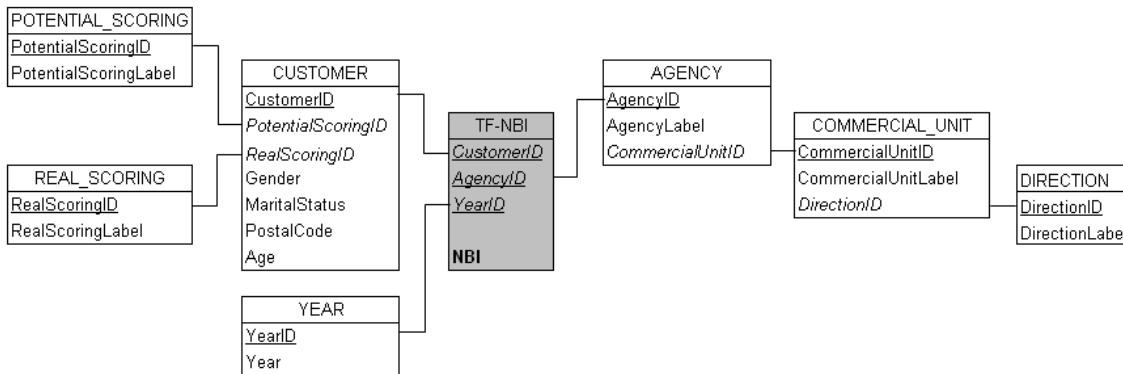 POTENTIAL_SCORING
PotentialScoringID
PotentialScoringLabel
REAL_SCORING
RealScoringID
RealScoringLabel
CUSTOMER
CustomerID
PotentialScoringID
RealScoringID
Gender
MaritalStatus
PostalCode
Age
YEAR
YearID
Year
TF-NBI
CustomerID
AgencyID
YearID
NBI
AGENCY
AgencyID
AgencyLabel
CommercialUnitID
COMMERCIAL_UNIT
CommercialUnitID
CommercialUnitLabel
DirectionID
DIRECTION
DirectionID
DirectionLabel